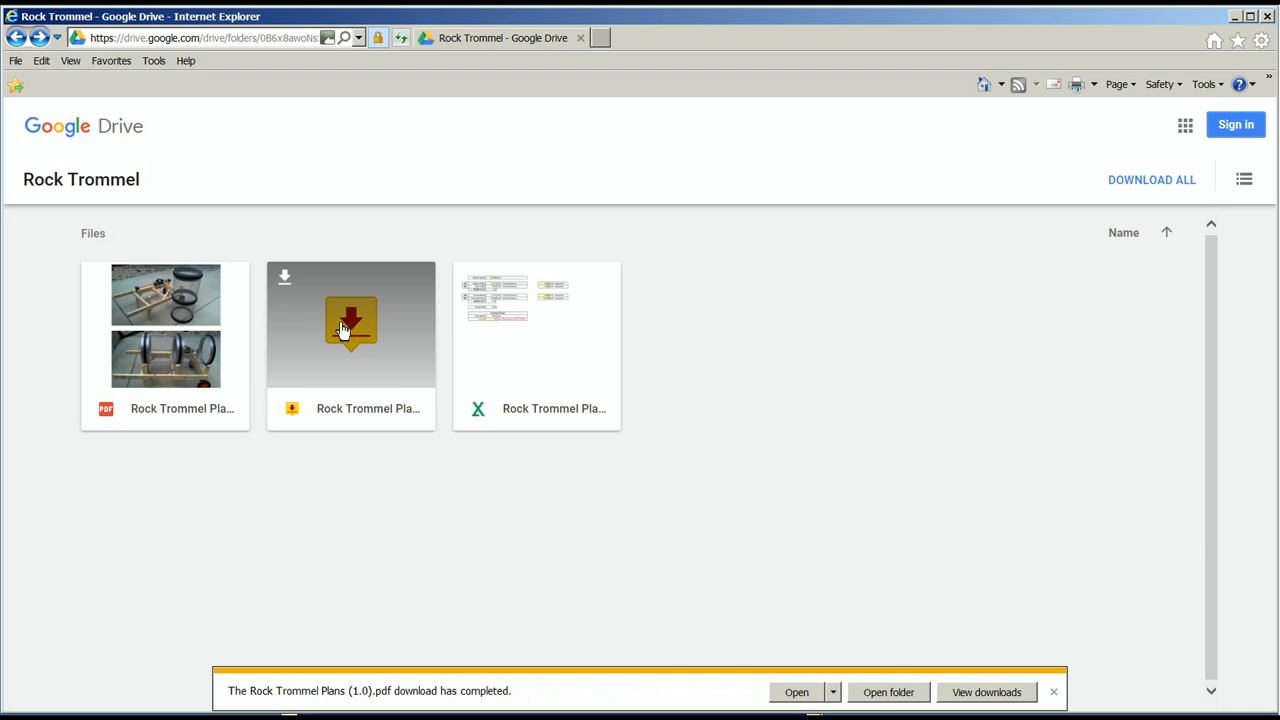 Rock Trommel - Google Drive - Internet Explorer
https://drive.google.com/drive/folders/0B6x8awoNs
Rock Trommel - Google Drive
File Edit View Favorites Tools Help
Page Safety Tools
Google Drive
Sign in
Rock Trommel
DOWNLOAD ALL
Files
Name
PDF Rock Trommel Pla...
Rock Trommel Pla...
X Rock Trommel Pla...
The Rock Trommel Plans (1.0).pdf download has completed.
Open
Open folder
View downloads